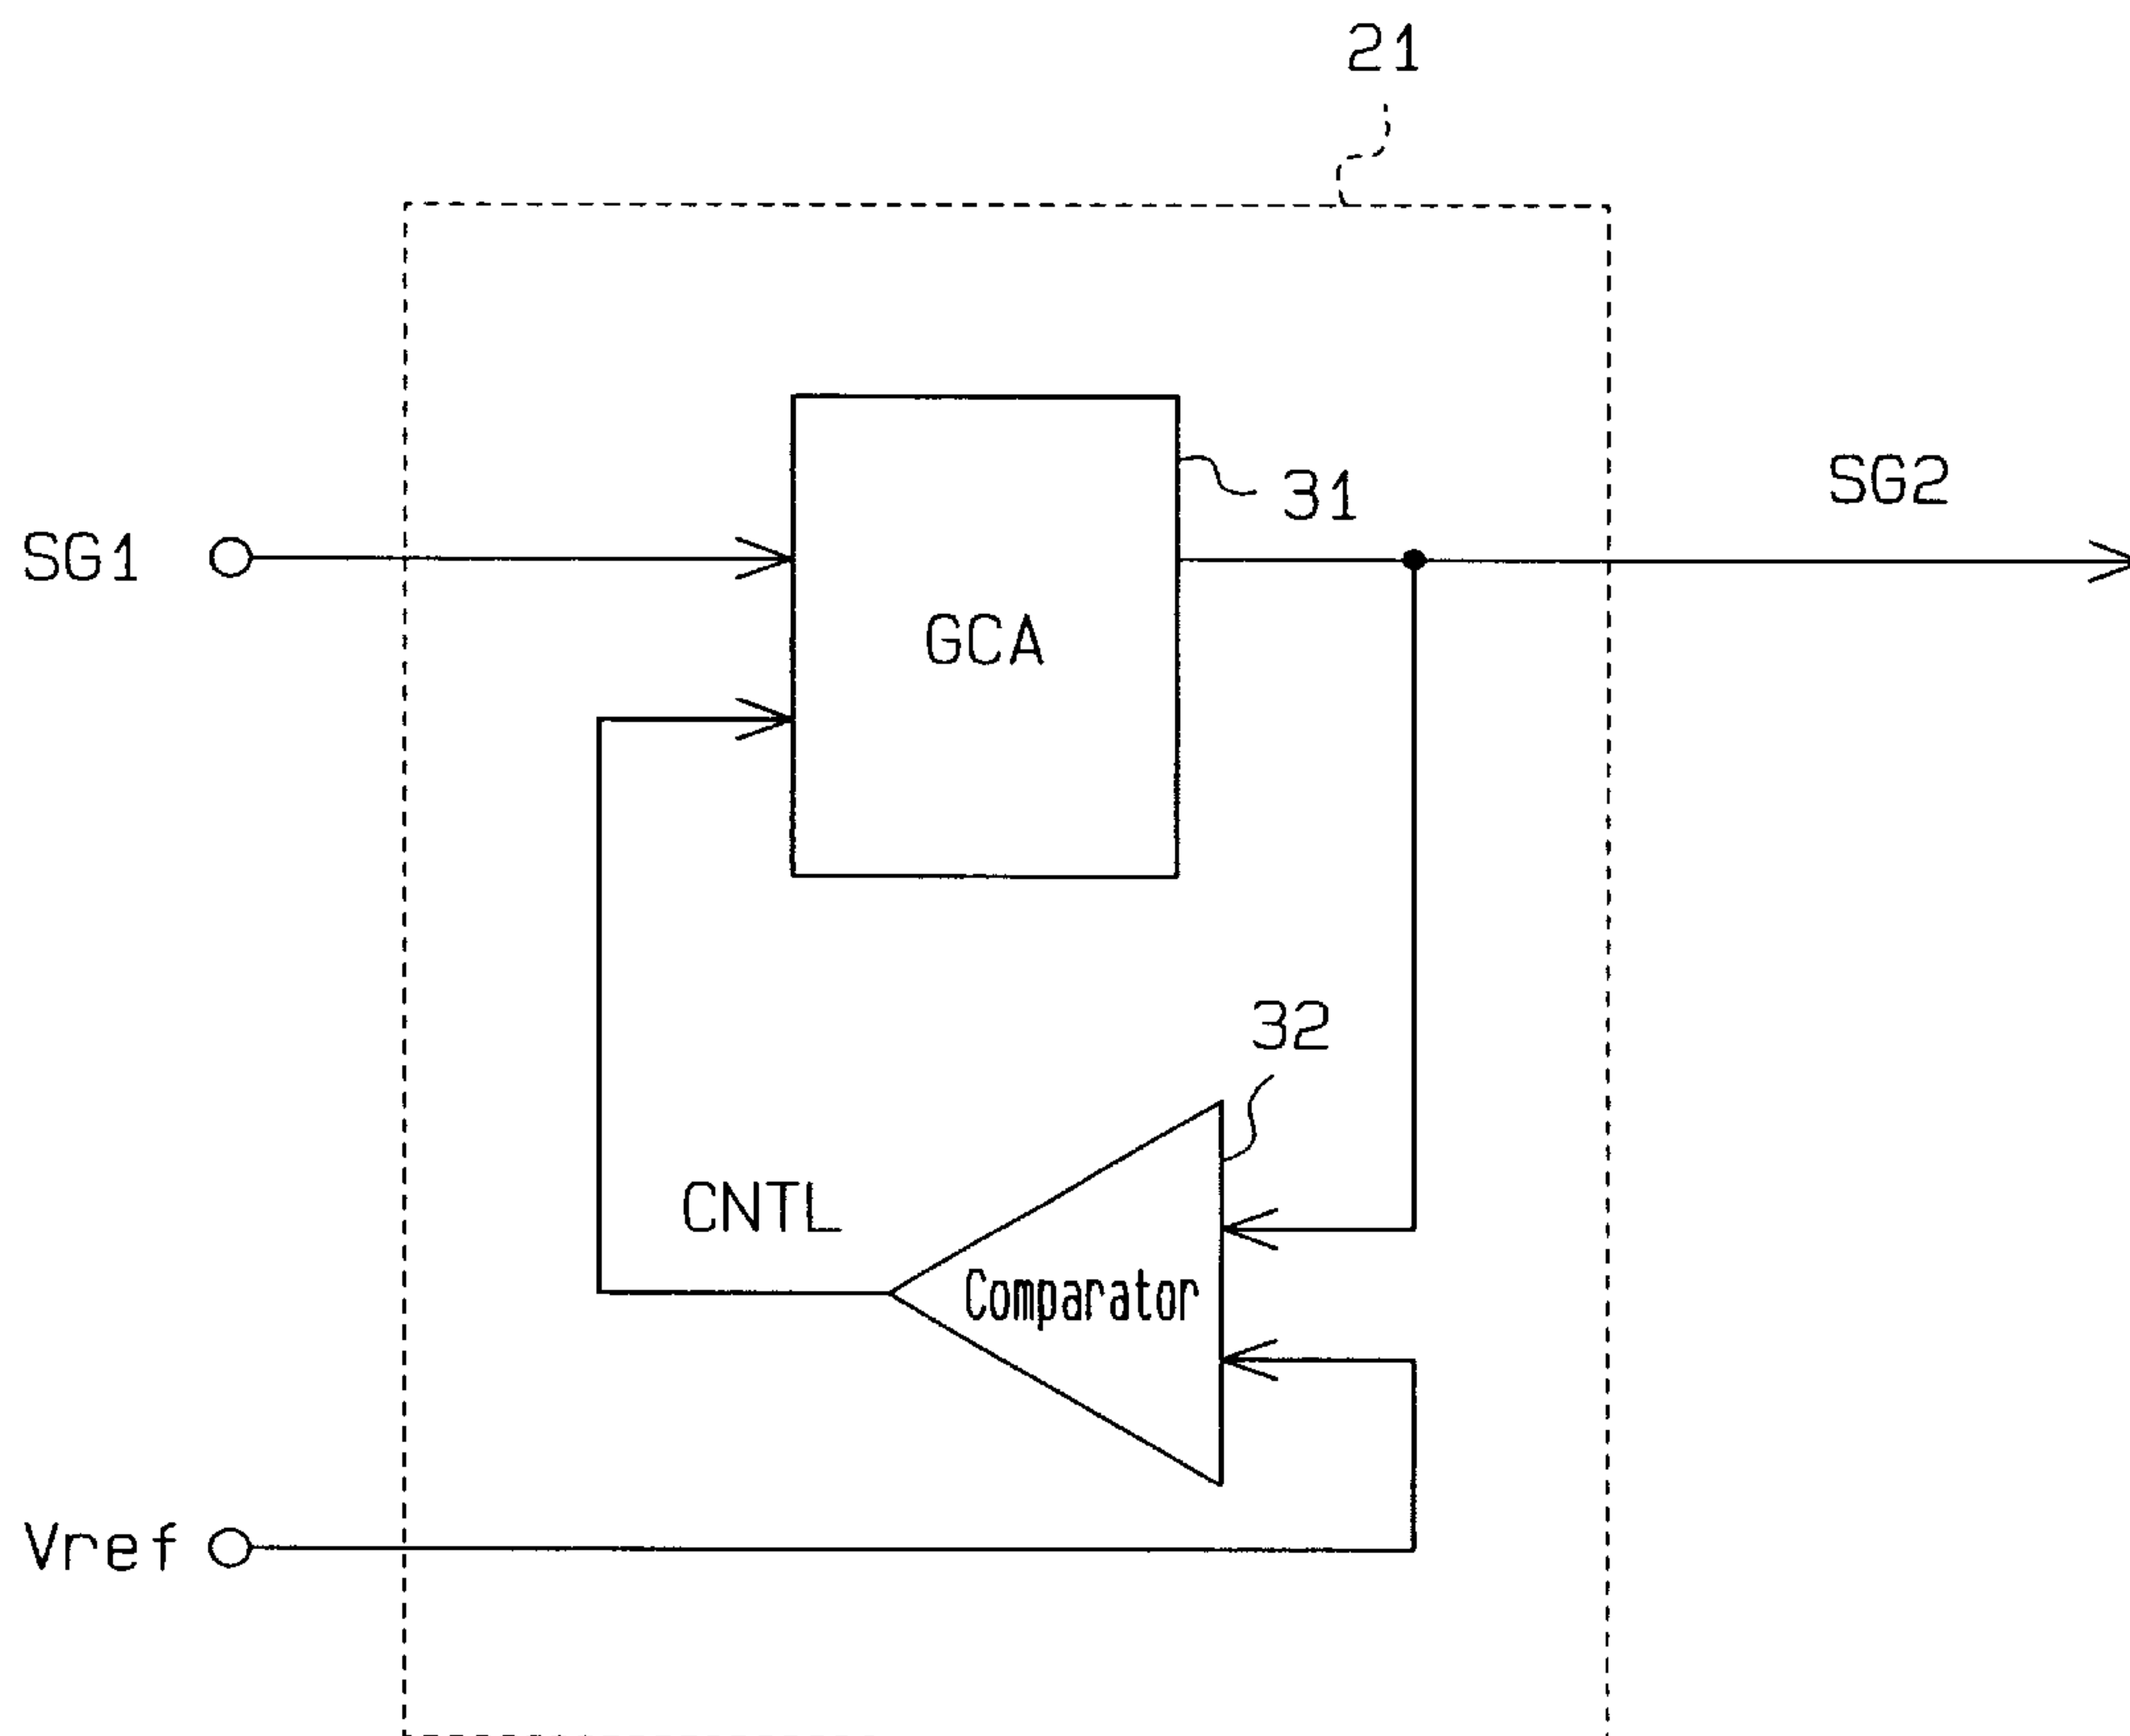 21
31
SG2
SG1
GCA
32
CNTL
Comparator
Vref